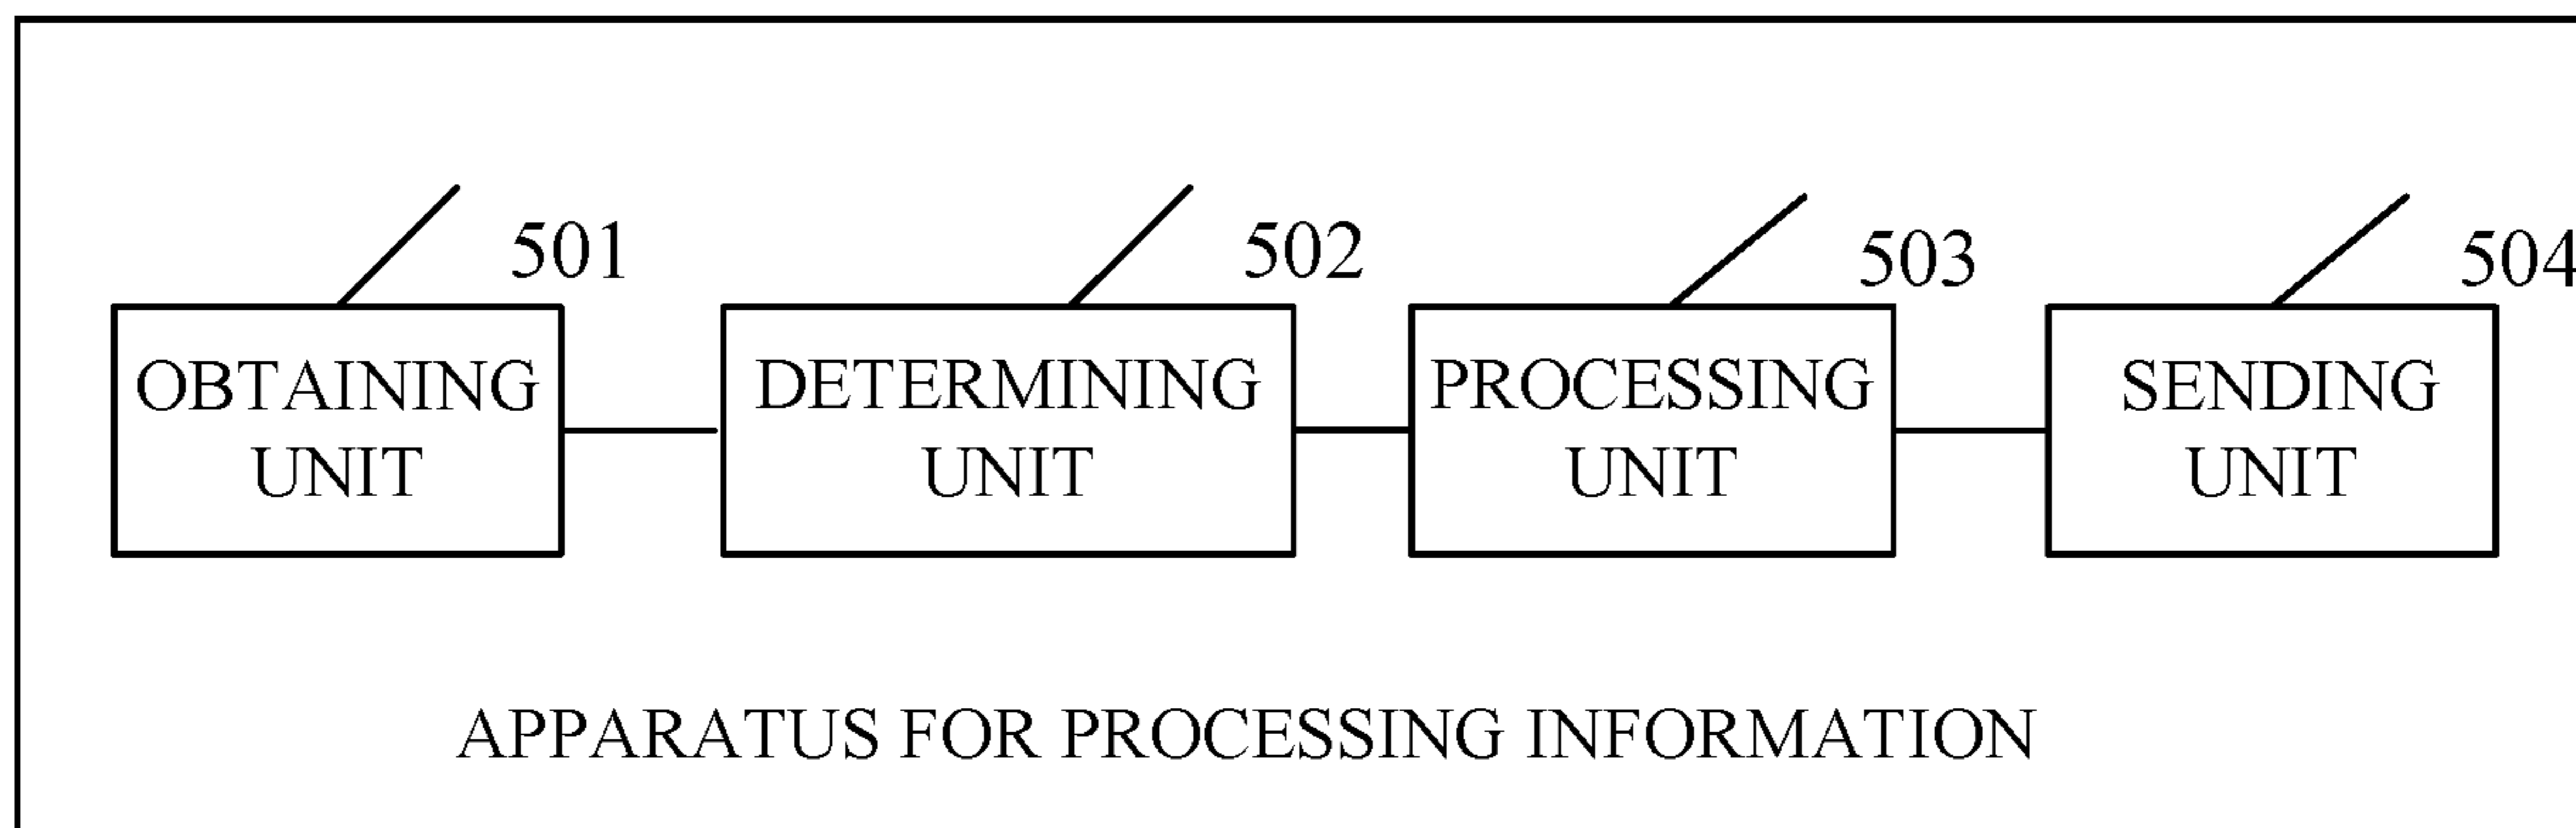 501
502
503
504
OBTAINING
UNIT
DETERMINING
UNIT
PROCESSING
UNIT
SENDING
UNIT
APPARATUS FOR PROCESSING INFORMATION